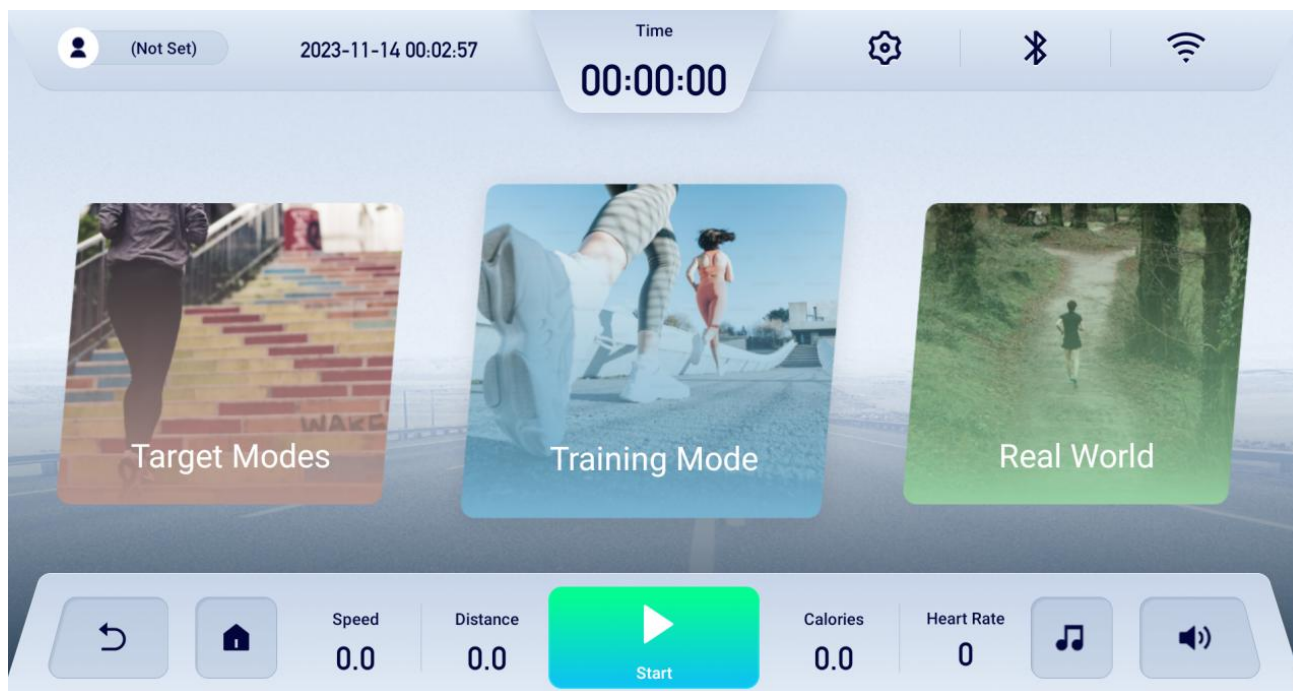 (Not Set)
2023-11-14 00:02:57
Time
00:00:00
WAKE
Target Modes
Training Mode
Real World
Speed
0.0
Distance
0.0
Start
Calories
0.0
Heart Rate
0